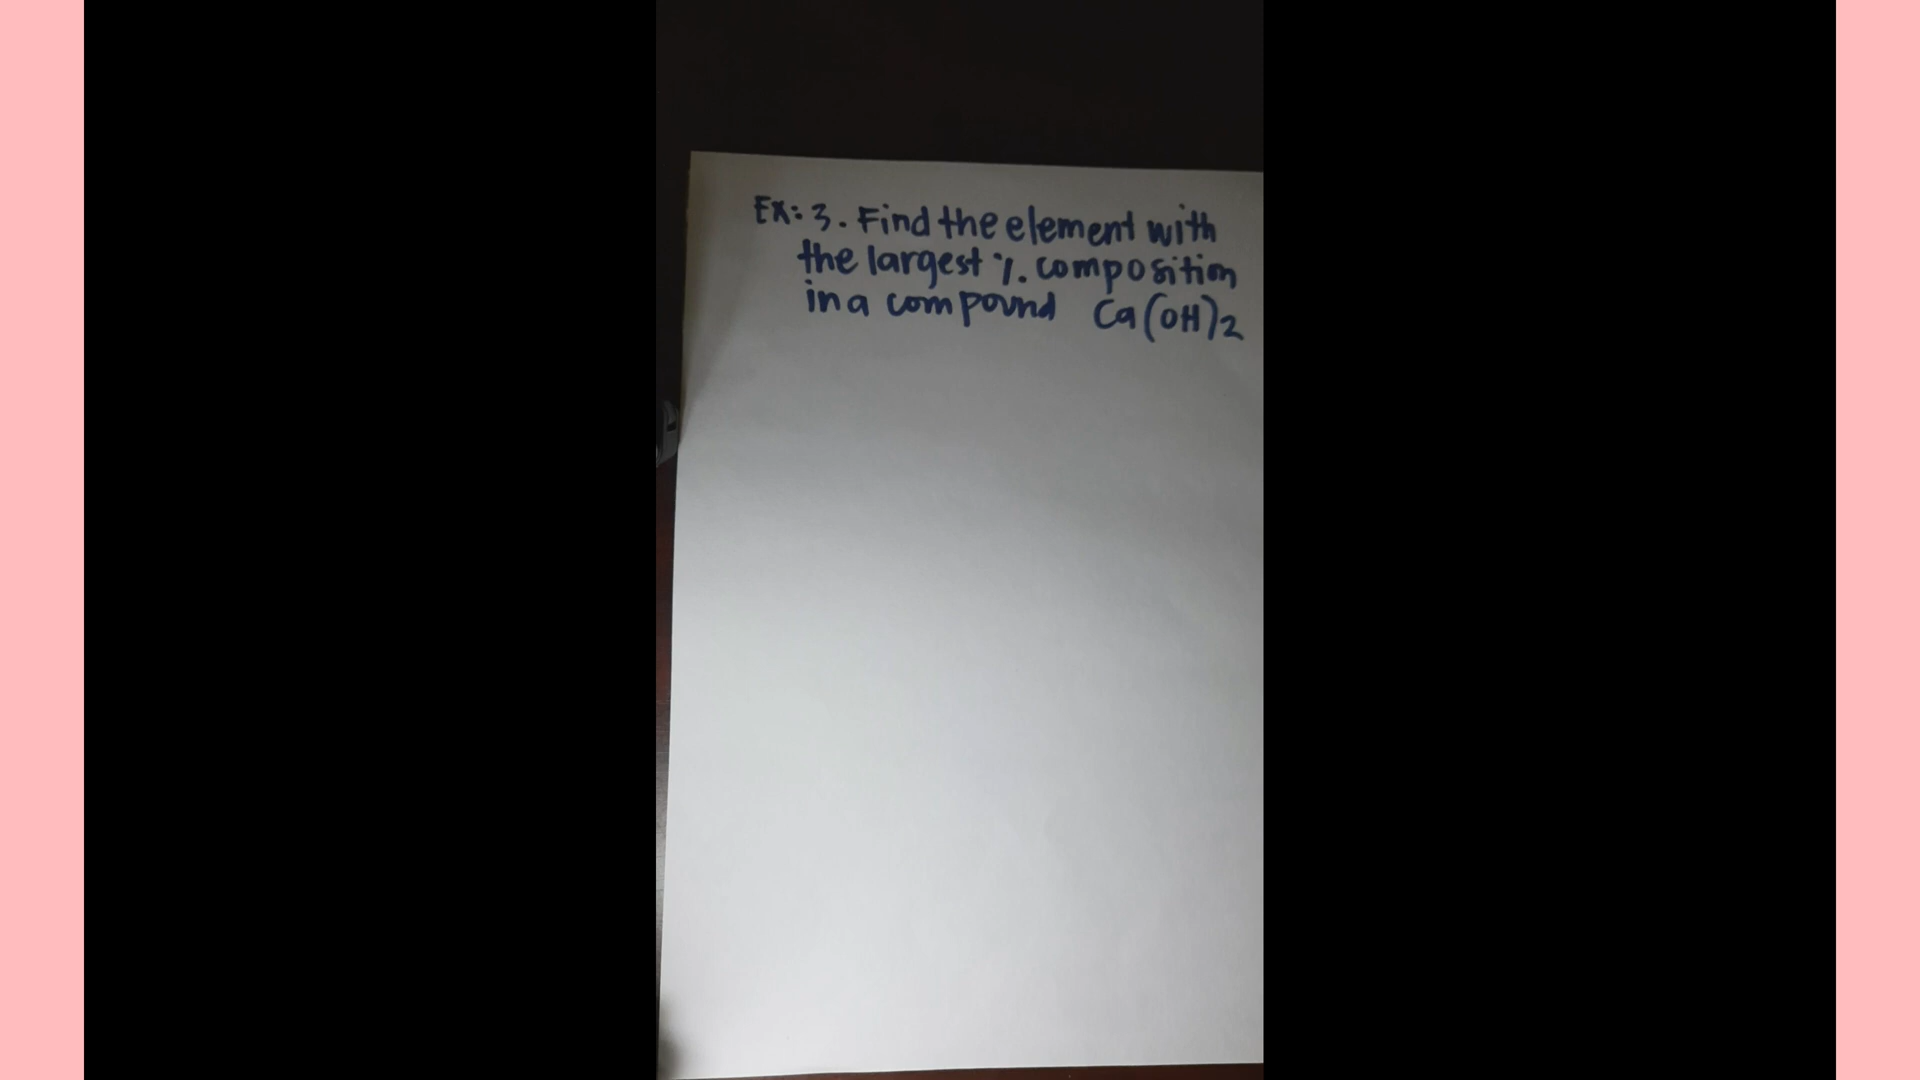 Ex: 3. Find the element with
the largest %. composition
in a compound Ca(OH)2